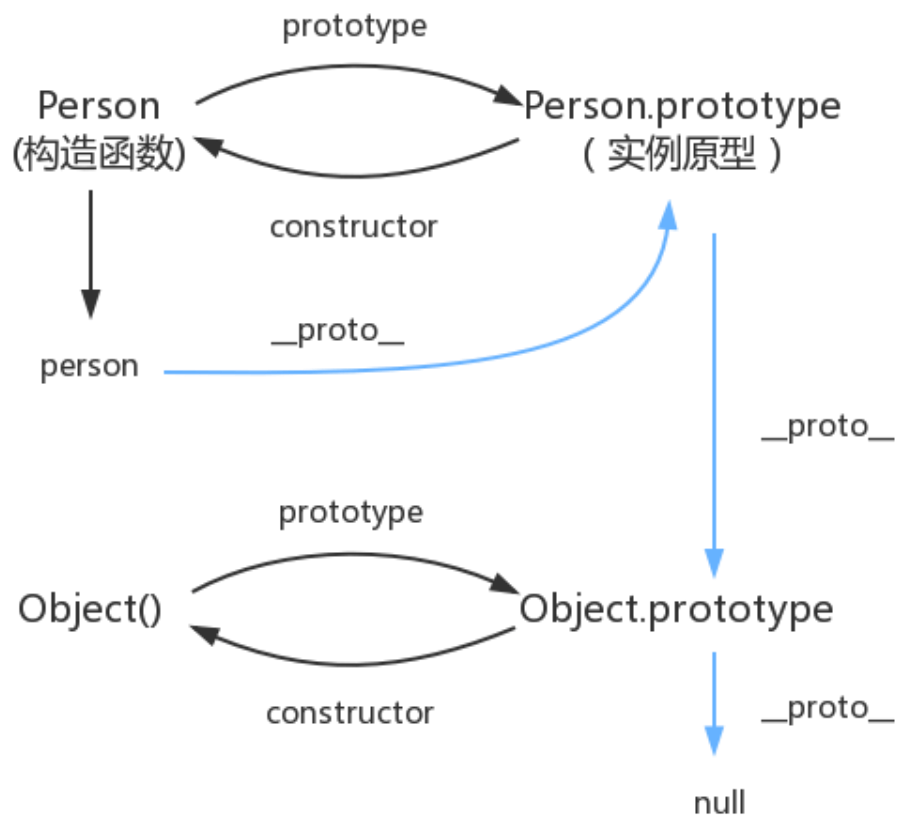 prototype
Person
Person.prototype
(构造函数)
（实例原型）
constructor
__proto__
person
__proto__
prototype
Object()
Object.prototype
constructor
__proto__
null